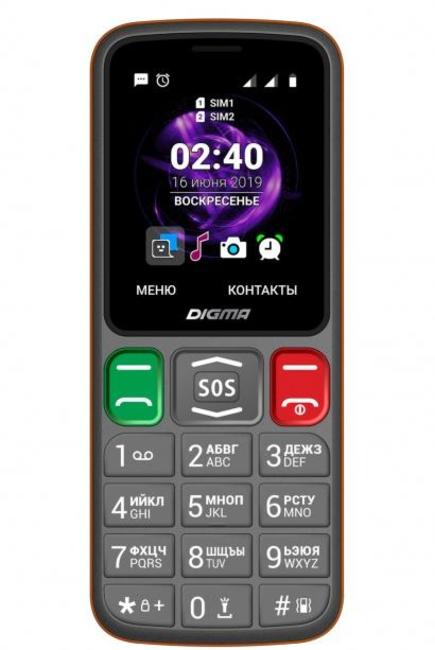 1 SIM1
2 SIM2
02:40
16 июня 2019
ВОСКРЕСЕНЬЕ
МЕНЮ КОНТАКТЫ
DIGMA
SOS
1 2 АБВГ ABC 3 ДЕЖЗ DEF
4 ИЙКЛ GHI 5 МНОП JKL 6 РСТУ MNO
7 ФХЦЧ PQRS 8 ШЩЪЫ TUV 9 ЬЭЮЯ WXYZ
* + 0 #